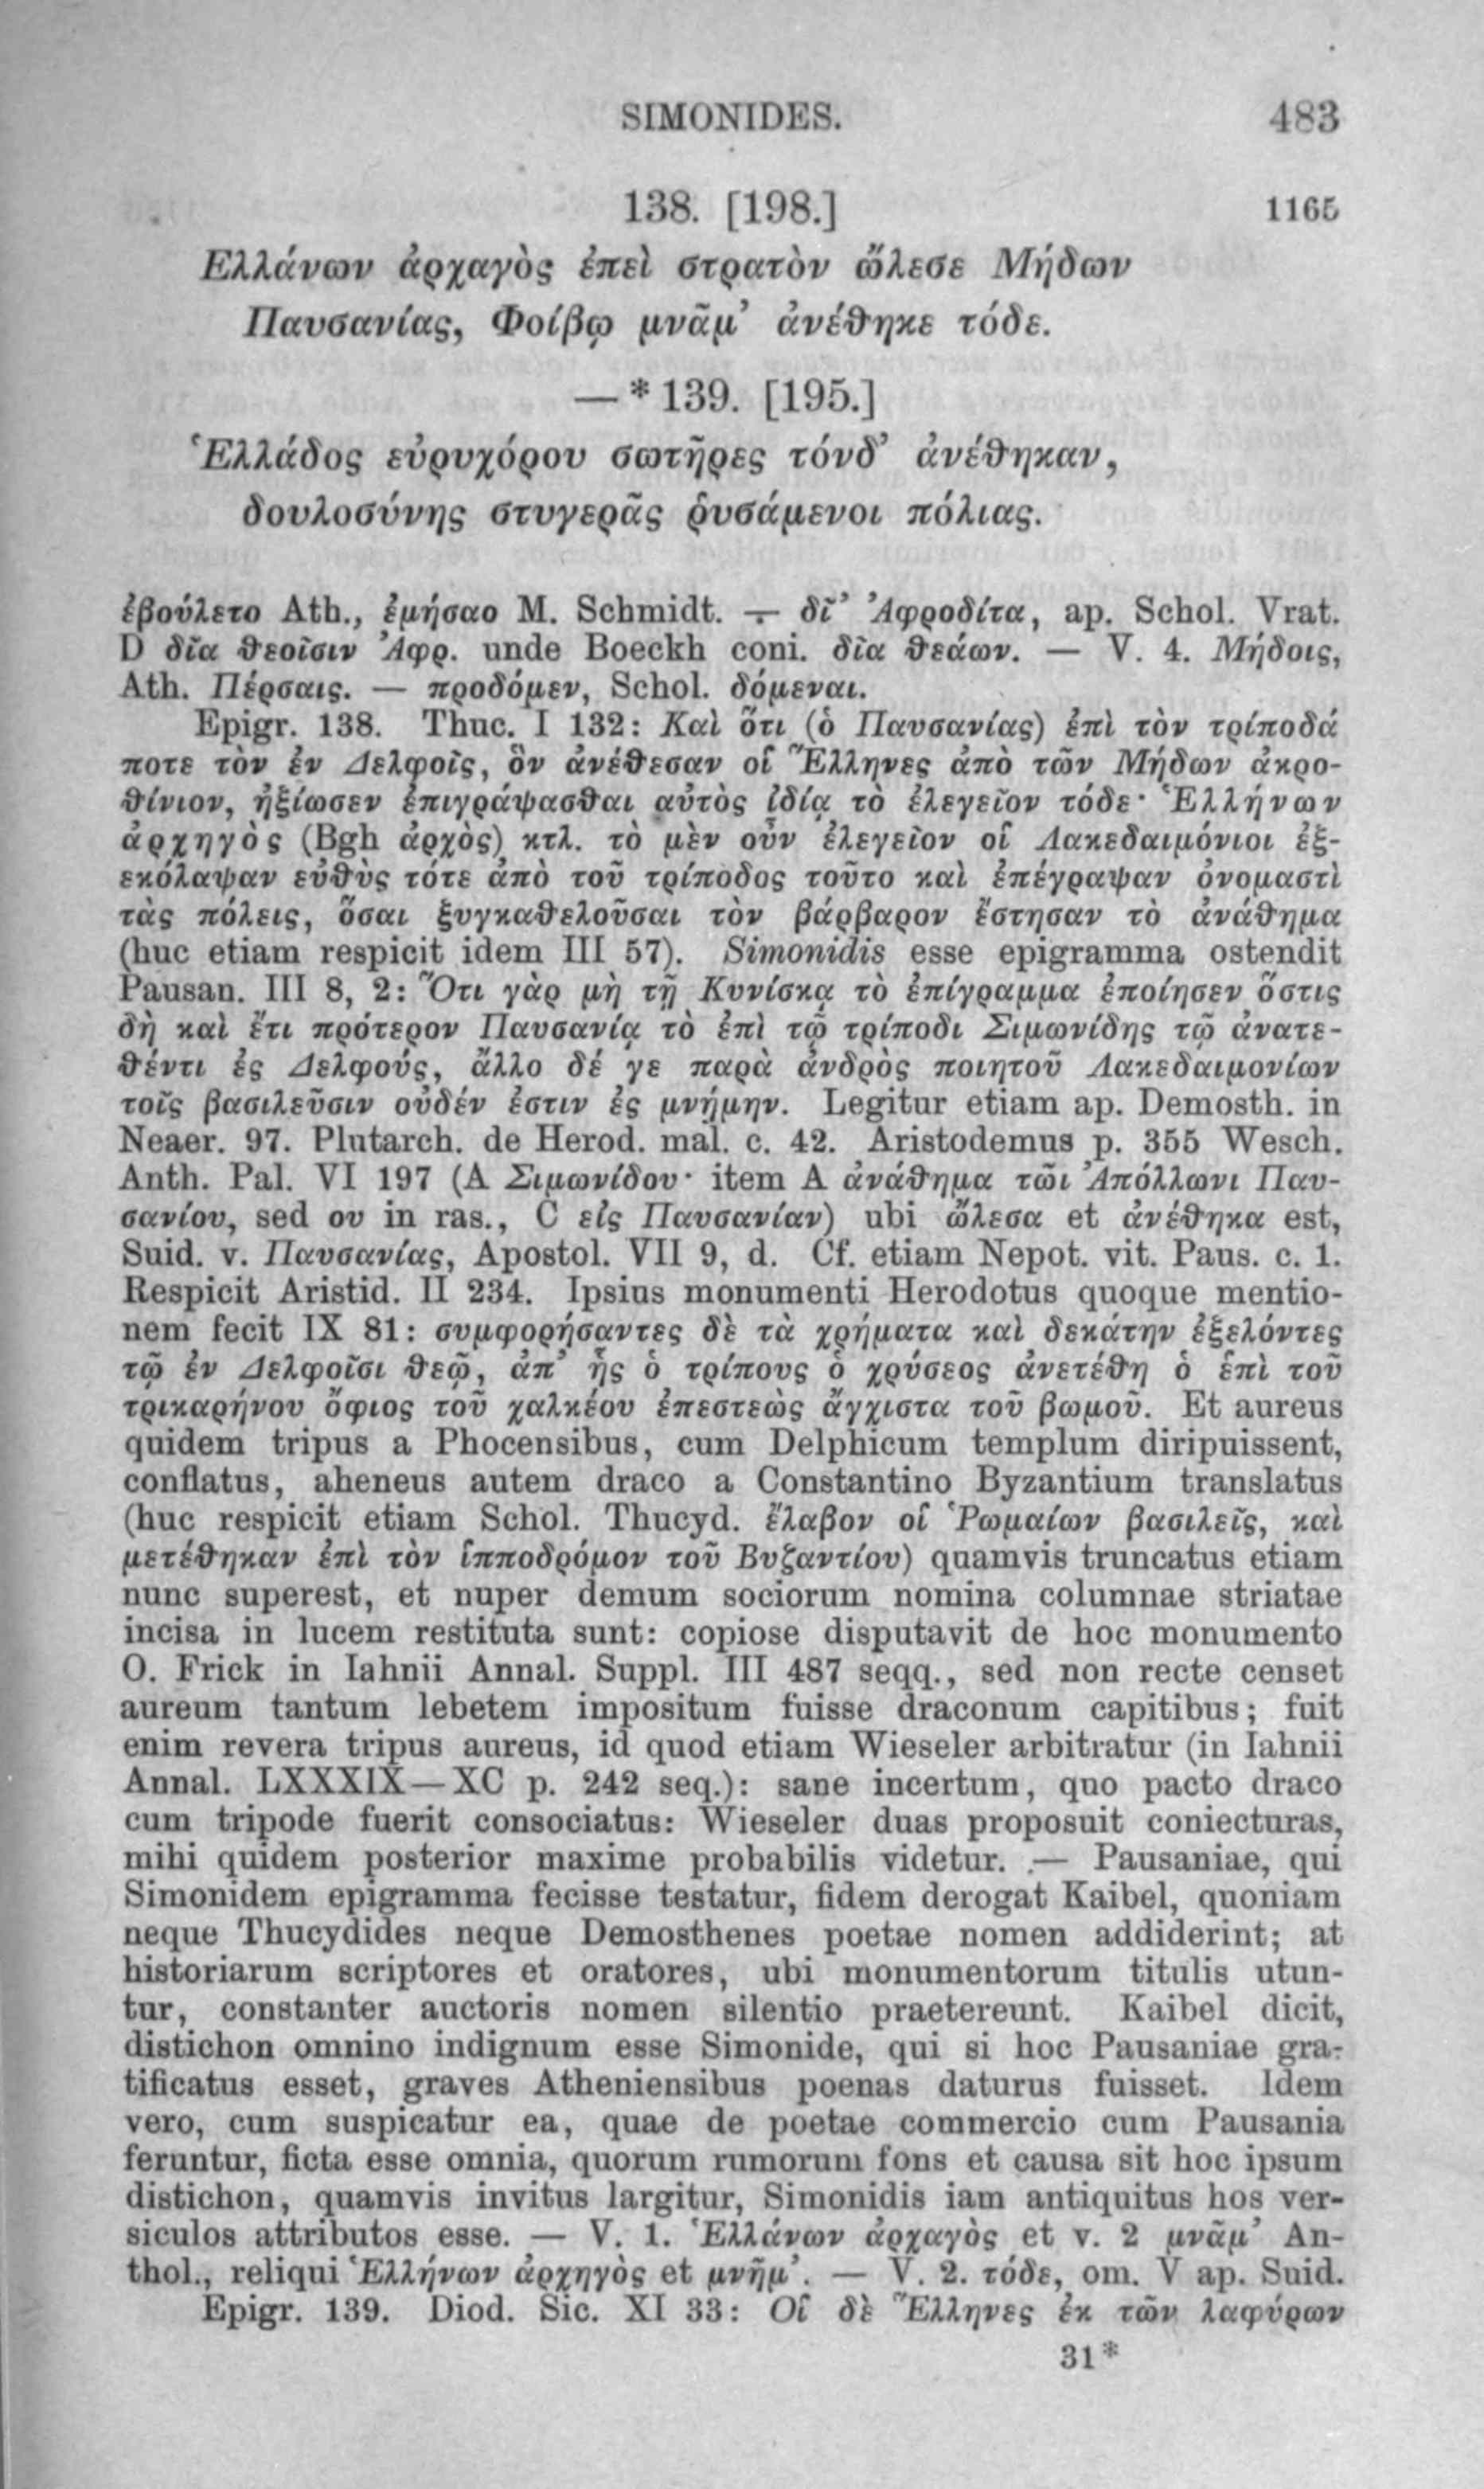 SIMONIDES. 483
138. [198.] 1165
Ελλάνων ἀρχαγὸς ἐπεὶ στρατὸν ὤλεσε Μήδων
Παυσανίας, Φοίβῳ μνᾶμ’ ἀνέθηκε τόδε.
— * 139. [195.]
Ἑλλάδος εὐρυχόρου σωτῆρες τόνδ’ ἀνέθηκαν,
δουλοσύνης στυγερᾶς ῥυσάμενοι πόλιας.
ἐβούλετο Ath., ἐμήσαο M. Schmidt. — δῖ’ Ἀφροδίτα, ap. Schol. Vrat.
D δῖα θεοῖσιν Ἀφρ. unde Boeckh coni. δῖα θεάων. — V. 4. Μήδοις,
Ath. Πέρσαις. — προδόμεν, Schol. δόμεναι.
Epigr. 138. Thuc. I 132: Καὶ ὅτι (ὁ Παυσανίας) ἐπὶ τὸν τρίποδά
ποτε τὸν ἐν Δελφοῖς, ὃν ἀνέθεσαν οἱ Ἕλληνες ἀπὸ τῶν Μήδων ἀκρο-
θίνιον, ἠξίωσεν ἐπιγράψασθαι αὐτὸς ἰδίᾳ τὸ ἐλεγεῖον τόδε· Ἑλλήνων
ἀρχηγὸς (Bgh ἀρχὸς) κτλ. τὸ μὲν οὖν ἐλεγεῖον οἱ Λακεδαιμόνιοι ἐξ-
εκόλαψαν εὐθὺς τότε ἀπὸ τοῦ τρίποδος τοῦτο καὶ ἐπέγραψαν ὀνομαστὶ
τὰς πόλεις, ὅσαι ξυγκαθελοῦσαι τὸν βάρβαρον ἔστησαν τὸ ἀνάθημα
(huc etiam respicit idem III 57). Simonidis esse epigramma ostendit
Pausan. III 8, 2: Ὅτι γὰρ μὴ τῇ Κυνίσκᾳ τὸ ἐπίγραμμα ἐποίησεν ὅστις
δὴ καὶ ἔτι πρότερον Παυσανίᾳ τὸ ἐπὶ τῷ τρίποδι Σιμωνίδης τῷ ἀνατε-
θέντι ἐς Δελφούς, ἄλλο δέ γε παρὰ ἀνδρὸς ποιητοῦ Λακεδαιμονίων
τοῖς βασιλεῦσιν οὐδέν ἐστιν ἐς μνήμην. Legitur etiam ap. Demosth. in
Neaer. 97. Plutarch. de Herod. mal. c. 42. Aristodemus p. 355 Wesch.
Anth. Pal. VI 197 (A Σιμωνίδου· item A ἀνάθημα τῶι Ἀπόλλωνι Παυ-
σανίου, sed ου in ras., C εἰς Παυσανίαν) ubi ὤλεσα et ἀνέθηκα est,
Suid. v. Παυσανίας, Apostol. VII 9, d. Cf. etiam Nepot. vit. Paus. c. 1.
Respicit Aristid. II 234. Ipsius monumenti Herodotus quoque mentio-
nem fecit IX 81: συμφορήσαντες δὲ τὰ χρήματα καὶ δεκάτην ἐξελόντες
τῷ ἐν Δελφοῖσι θεῷ, ἀπ’ ἧς ὁ τρίπους ὁ χρύσεος ἀνετέθη ὁ ἐπὶ τοῦ
τρικαρήνου ὄφιος τοῦ χαλκέου ἐπεστεὼς ἄγχιστα τοῦ βωμοῦ. Et aureus
quidem tripus a Phocensibus, cum Delphicum templum diripuissent,
conflatus, aheneus autem draco a Constantino Byzantium translatus
(huc respicit etiam Schol. Thucyd. ἔλαβον οἱ Ῥωμαίων βασιλεῖς, καὶ
μετέθηκαν ἐπὶ τὸν ἱπποδρόμον τοῦ Βυζαντίου) quamvis truncatus etiam
nunc superest, et nuper demum sociorum nomina columnae striatae
incisa in lucem restituta sunt: copiose disputavit de hoc monumento
O. Frick in Iahnii Annal. Suppl. III 487 seqq., sed non recte censet
aureum tantum lebetem impositum fuisse draconum capitibus; fuit
enim revera tripus aureus, id quod etiam Wieseler arbitratur (in Iahnii
Annal. LXXXIX—XC p. 242 seq.): sane incertum, quo pacto draco
cum tripode fuerit consociatus: Wieseler duas proposuit coniecturas,
mihi quidem posterior maxime probabilis videtur. — Pausaniae, qui
Simonidem epigramma fecisse testatur, fidem derogat Kaibel, quoniam
neque Thucydides neque Demosthenes poetae nomen addiderint; at
historiarum scriptores et oratores, ubi monumentorum titulis utun-
tur, constanter auctoris nomen silentio praetereunt. Kaibel dicit,
distichon omnino indignum esse Simonide, qui si hoc Pausaniae gra-
tificatus esset, graves Atheniensibus poenas daturus fuisset. Idem
vero, cum suspicatur ea, quae de poetae commercio cum Pausania
feruntur, ficta esse omnia, quorum rumorum fons et causa sit hoc ipsum
distichon, quamvis invitus largitur, Simonidis iam antiquitus hos ver-
siculos attributos esse. — V. 1. Ἑλλάνων ἀρχαγὸς et v. 2 μνᾶμ’ An-
thol., reliqui Ἑλλήνων ἀρχηγὸς et μνῆμ’. — V. 2. τόδε, om. V ap. Suid.
Epigr. 139. Diod. Sic. XI 33: Οἱ δὲ Ἕλληνες ἐκ τῶν λαφύρων
31*